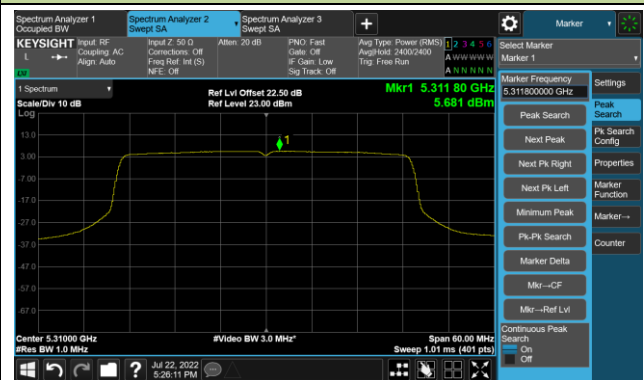 Spectrum Analyzer 1
Occupied BW
Spectrum Analyzer 2
Swept SA
Spectrum Analyzer 3
Swept SA
+
Marker
KEYSIGHT
L
Input: RF
Coupling: AC
Align: Auto
Input Z: 50 Ω
Corrections: Off
Freq Ref: Int (S)
NFE: Off
Atten: 20 dB
PNO: Fast
Gate: Off
IF Gain: Low
Sig Track: Off
Avg Type: Power (RMS)
Avg|Hold: 2400/2400
Trig: Free Run
1 2 3 4 5 6
A W W W W W
A N N N N N
Select Marker
Marker 1
1 Spectrum
Scale/Div 10 dB
Log
Ref Lvl Offset 22.50 dB
Ref Level 23.00 dBm
Mkr1 5.311 80 GHz
5.681 dBm
1
13.0
3.00
-7.00
-17.0
-27.0
-37.0
-47.0
-57.0
-67.0
Center 5.31000 GHz
#Res BW 1.0 MHz
#Video BW 3.0 MHz*
Span 60.00 MHz
Sweep 1.01 ms (401 pts)
Marker Frequency
5.311800000 GHz
Peak Search
Next Peak
Next Pk Right
Next Pk Left
Minimum Peak
Pk-Pk Search
Marker Delta
Mkr→CF
Mkr→Ref Lvl
Continuous Peak
Search
On
Off
Settings
Peak
Search
Pk Search
Config
Properties
Marker
Function
Marker→
Counter
?
Jul 22, 2022
5:26:11 PM